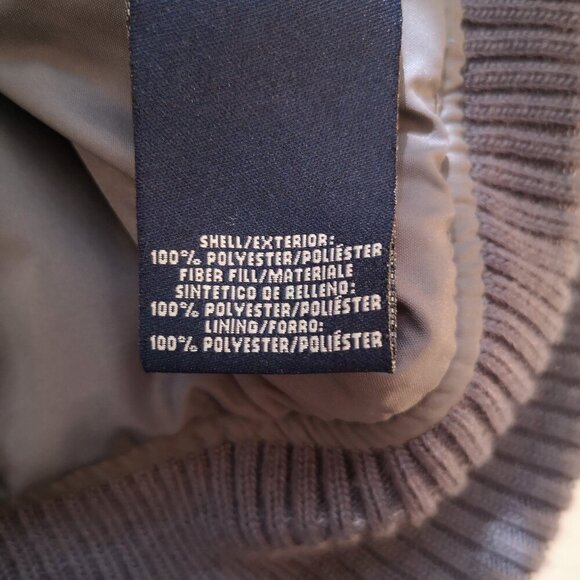 SHELL/EXTERIOR:
100% POLYESTER/POLIÉSTER
FIBER FILL/MATERIALE
SINTETICO DE RELLENO:
100% POLYESTER/POLIÉSTER
LINING/FORRO:
100% POLYESTER/POLIÉSTER